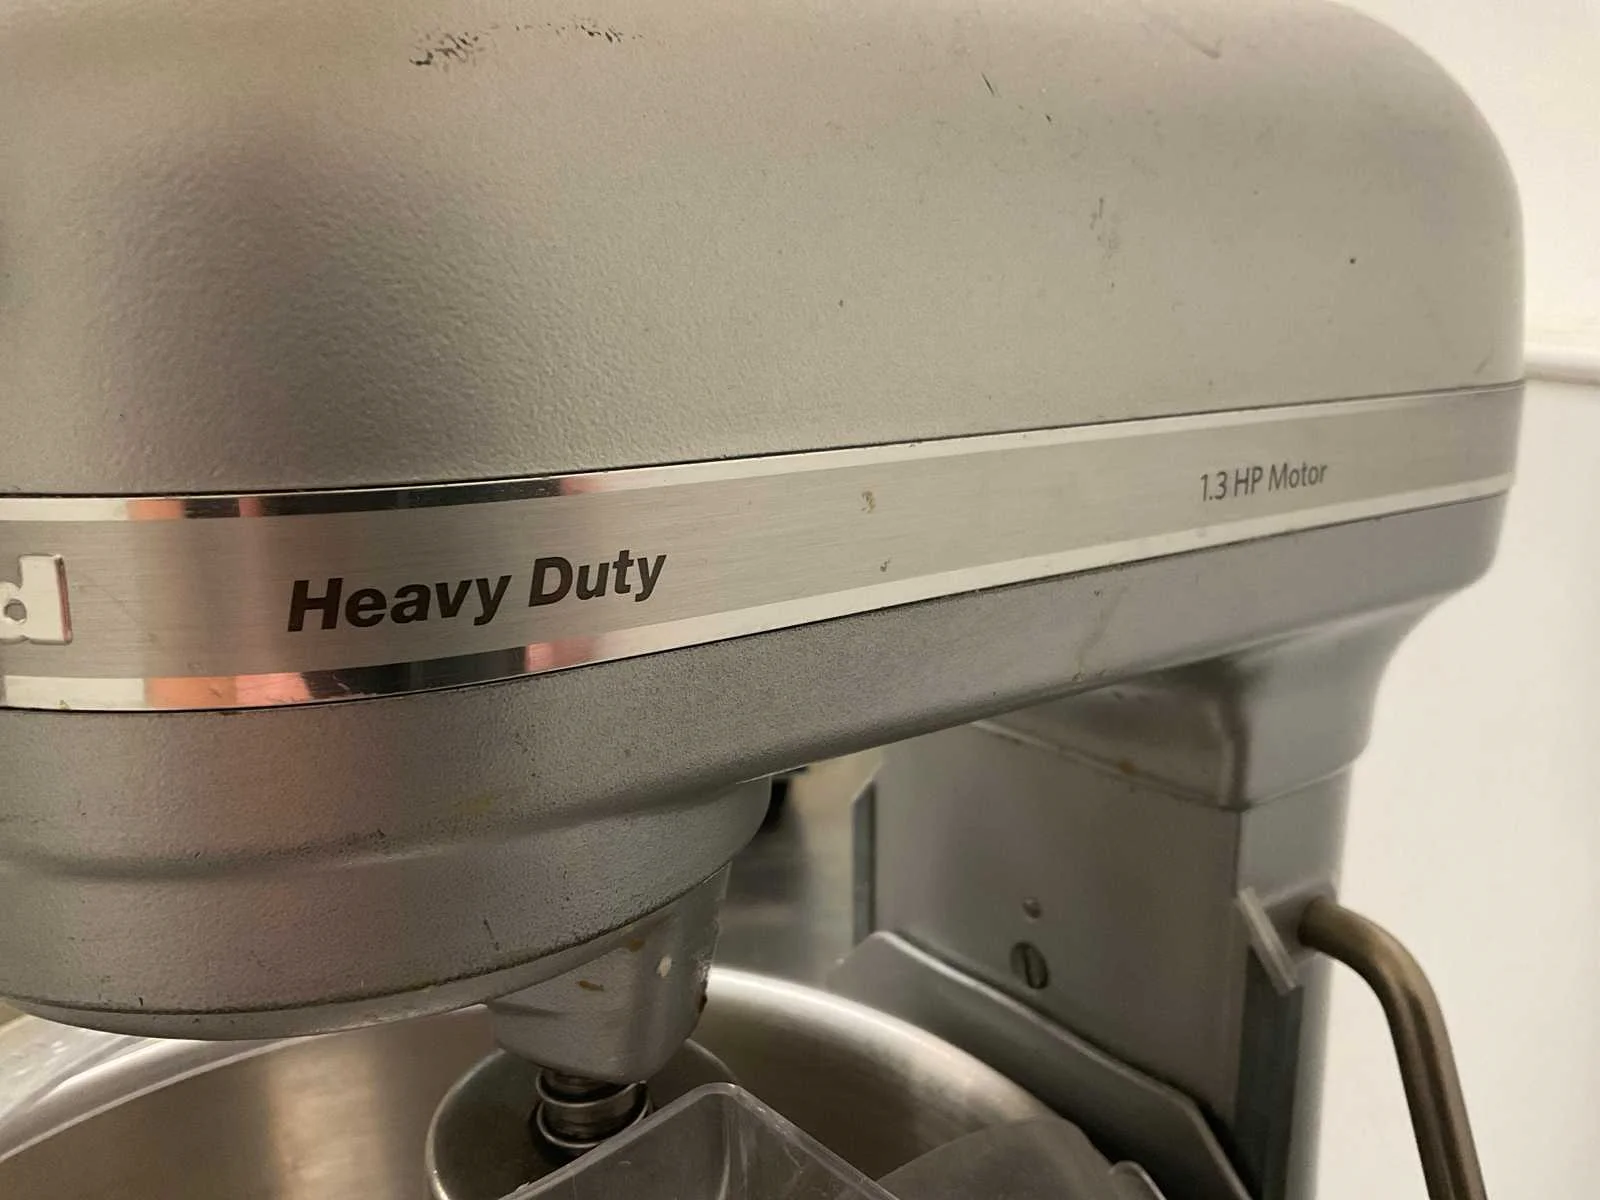 d
Heavy Duty
1.3 HP Motor